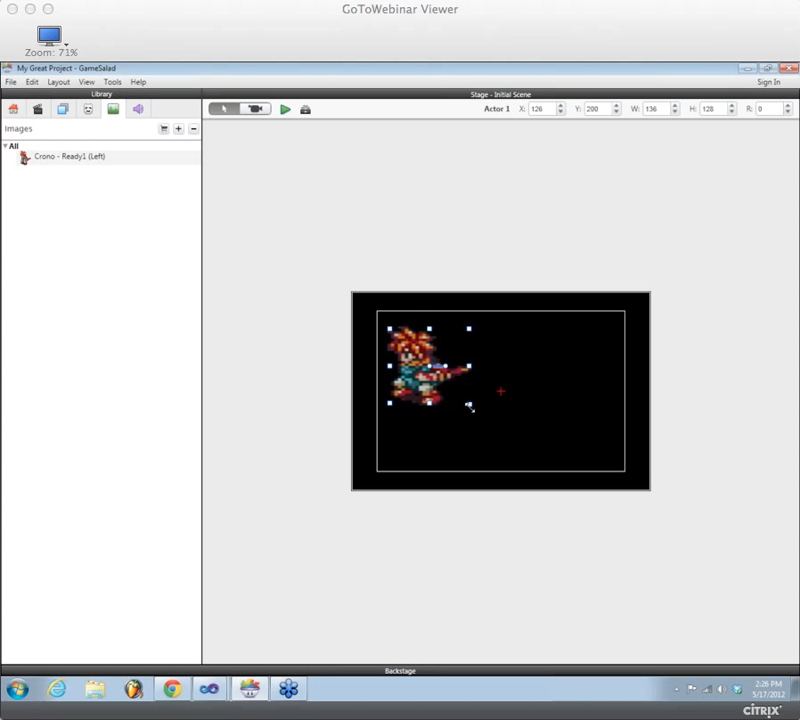 GoToWebinar Viewer
Zoom: 71%
My Great Project - GameSalad
File Edit Layout View Tools Help Sign In
Library Stage - Initial Scene
Actor 1 X: 126 Y: 200 W: 136 H: 128 R: 0
Images
All
Crono - Ready1 (Left)
Backstage
2:26 PM
5/17/2012
CITRIX